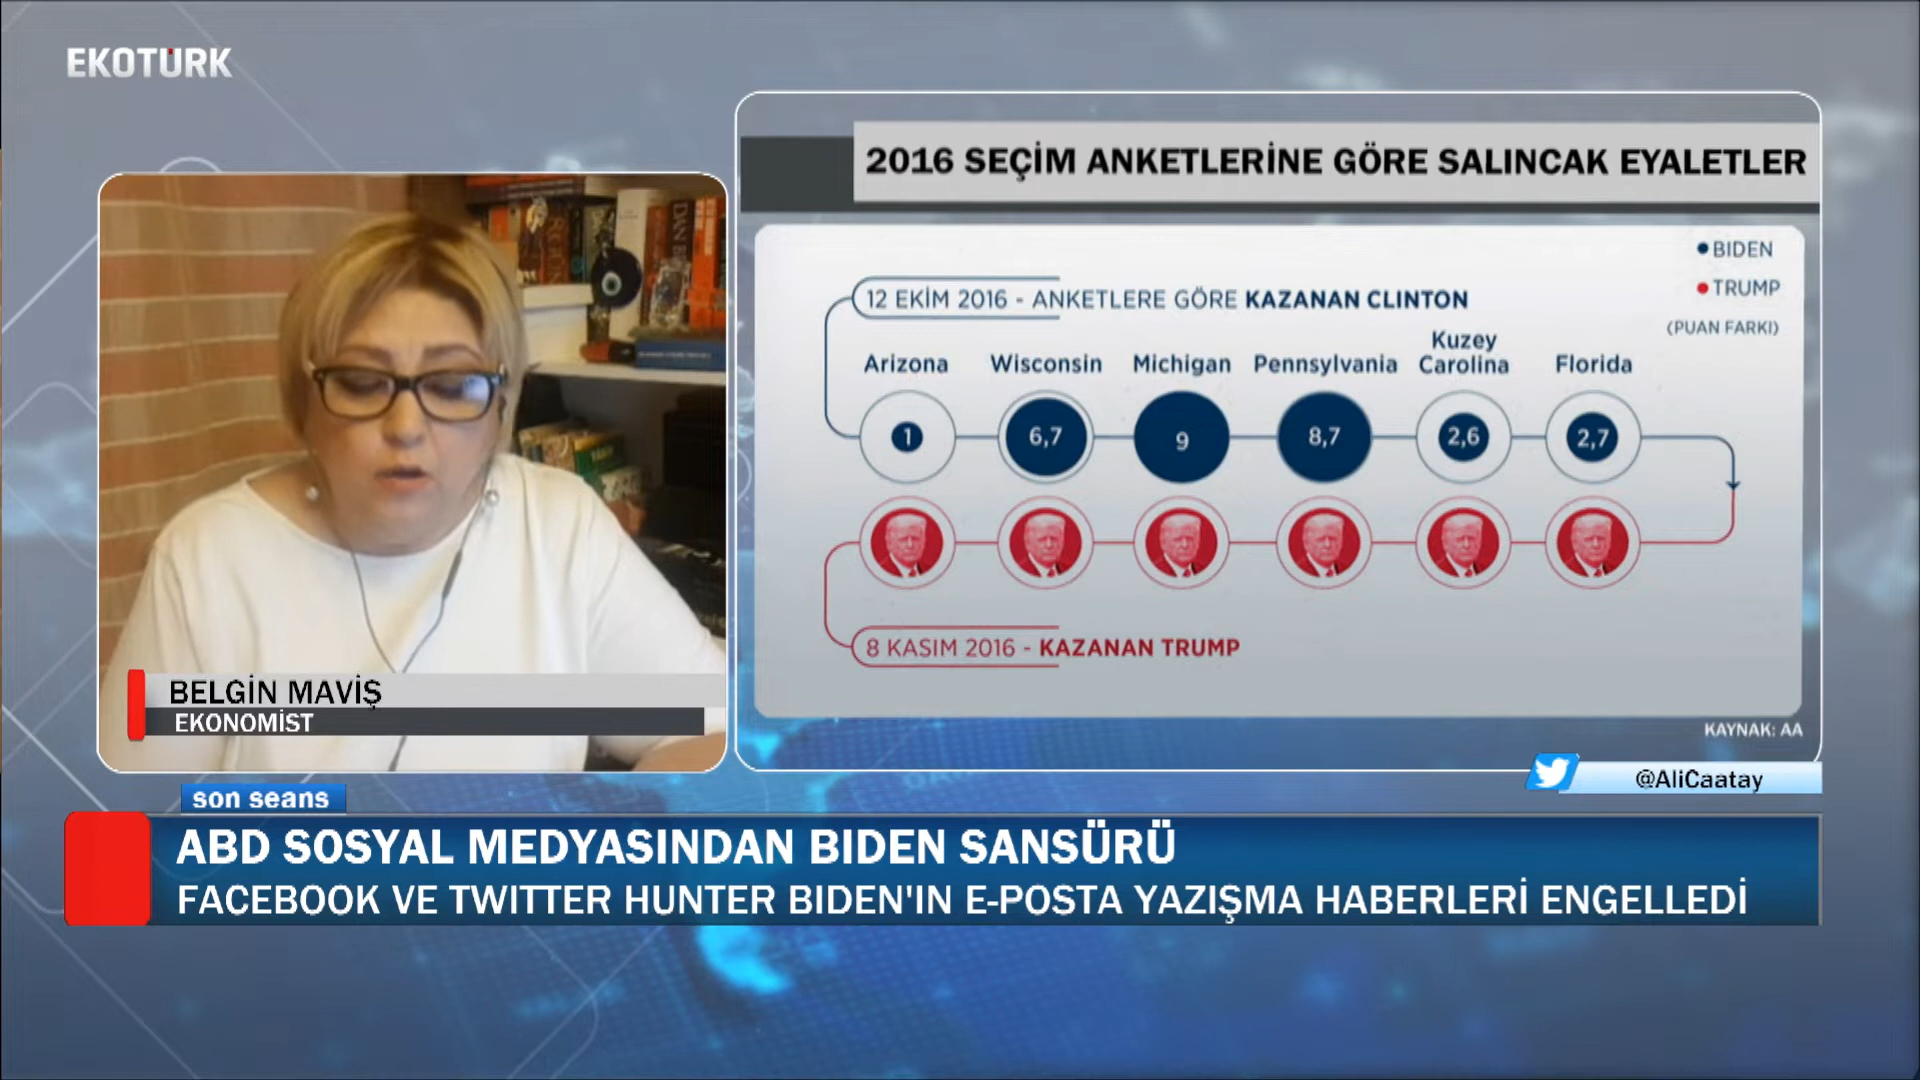 EKOTÜRK
2016 SEÇİM ANKETLERİNE GÖRE SALINCAK EYALETLER
BIDEN
TRUMP
(PUAN FARKI)
12 EKİM 2016 - ANKETLERE GÖRE KAZANAN CLINTON
Arizona Wisconsin Michigan Pennsylvania Kuzey Carolina Florida
1 6,7 9 8,7 2,6 2,7
8 KASIM 2016 - KAZANAN TRUMP
KAYNAK: AA
BELGİN MAVİŞ
EKONOMİST
@AliCaatay
son seans
ABD SOSYAL MEDYASINDAN BIDEN SANSÜRÜ
FACEBOOK VE TWITTER HUNTER BIDEN'IN E-POSTA YAZIŞMA HABERLERİ ENGELLEDİ